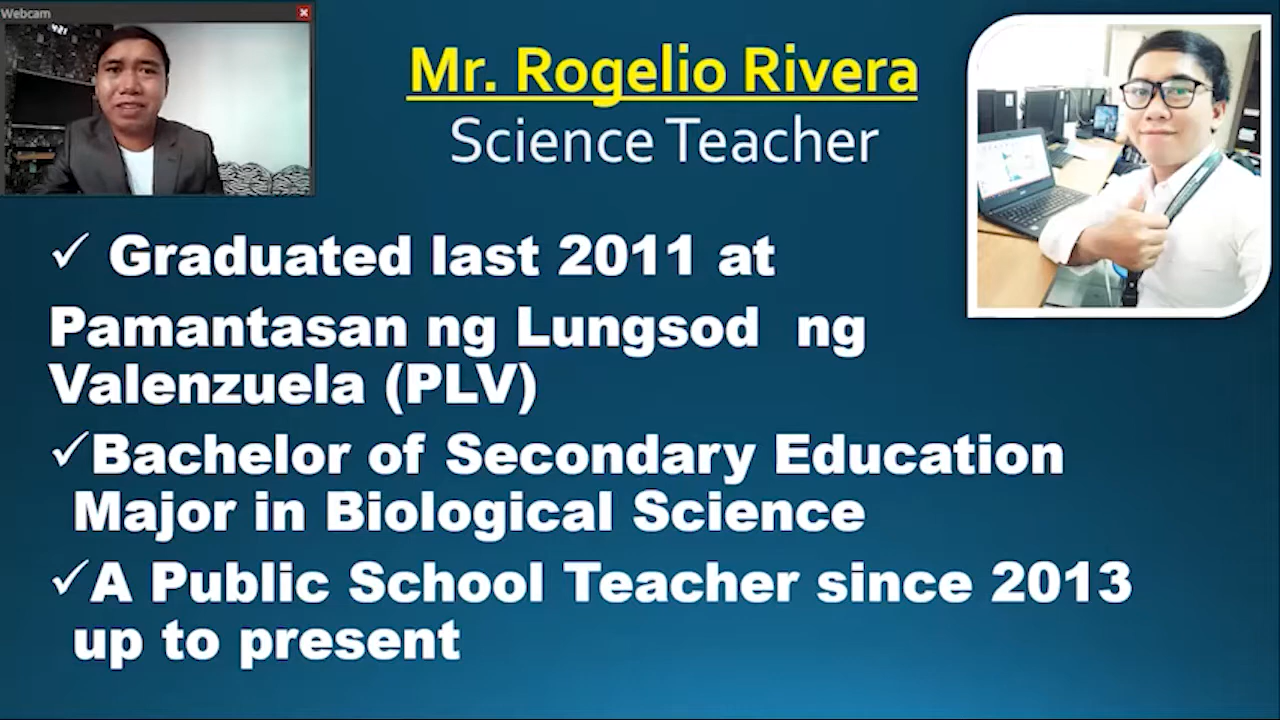 Webcam
Mr. Rogelio Rivera
Science Teacher
✓ Graduated last 2011 at
Pamantasan ng Lungsod ng
Valenzuela (PLV)
✓Bachelor of Secondary Education
Major in Biological Science
✓A Public School Teacher since 2013
up to present